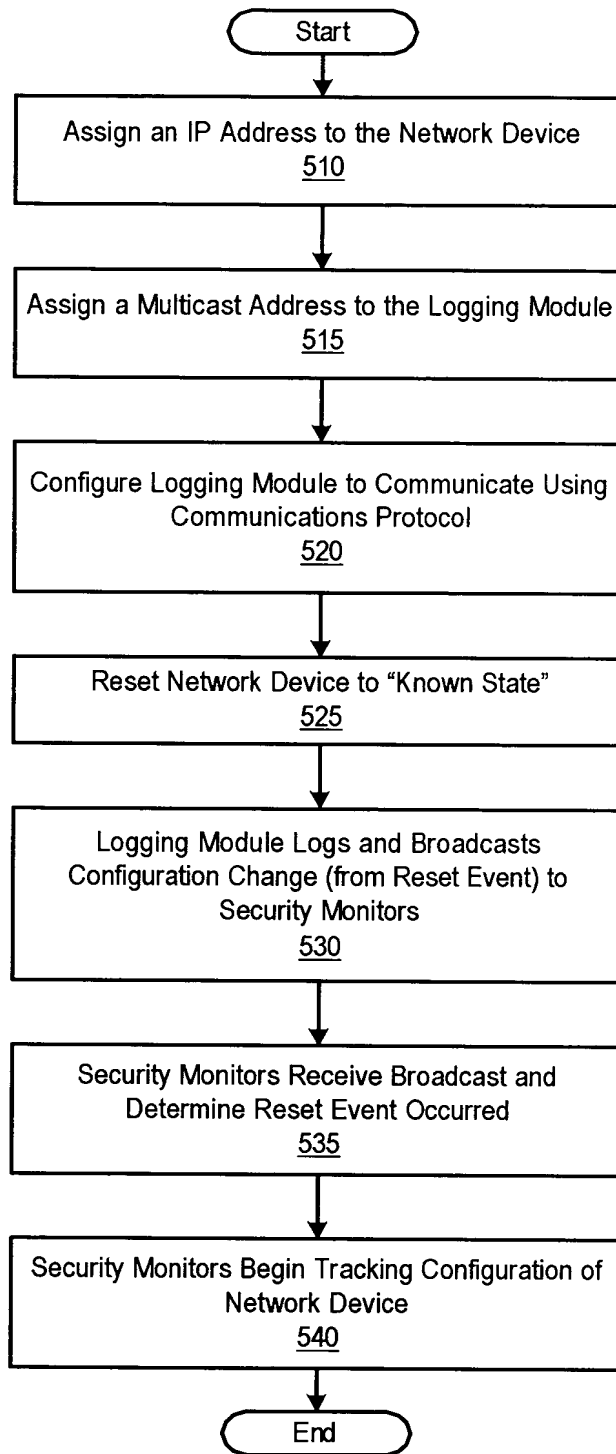 Start
Assign an IP Address to the Network Device
510
Assign a Multicast Address to the Logging Module
515
Configure Logging Module to Communicate Using
Communications Protocol
520
Reset Network Device to “Known State”
525
Logging Module Logs and Broadcasts
Configuration Change (from Reset Event) to
Security Monitors
530
Security Monitors Receive Broadcast and
Determine Reset Event Occurred
535
Security Monitors Begin Tracking Configuration of
Network Device
540
End